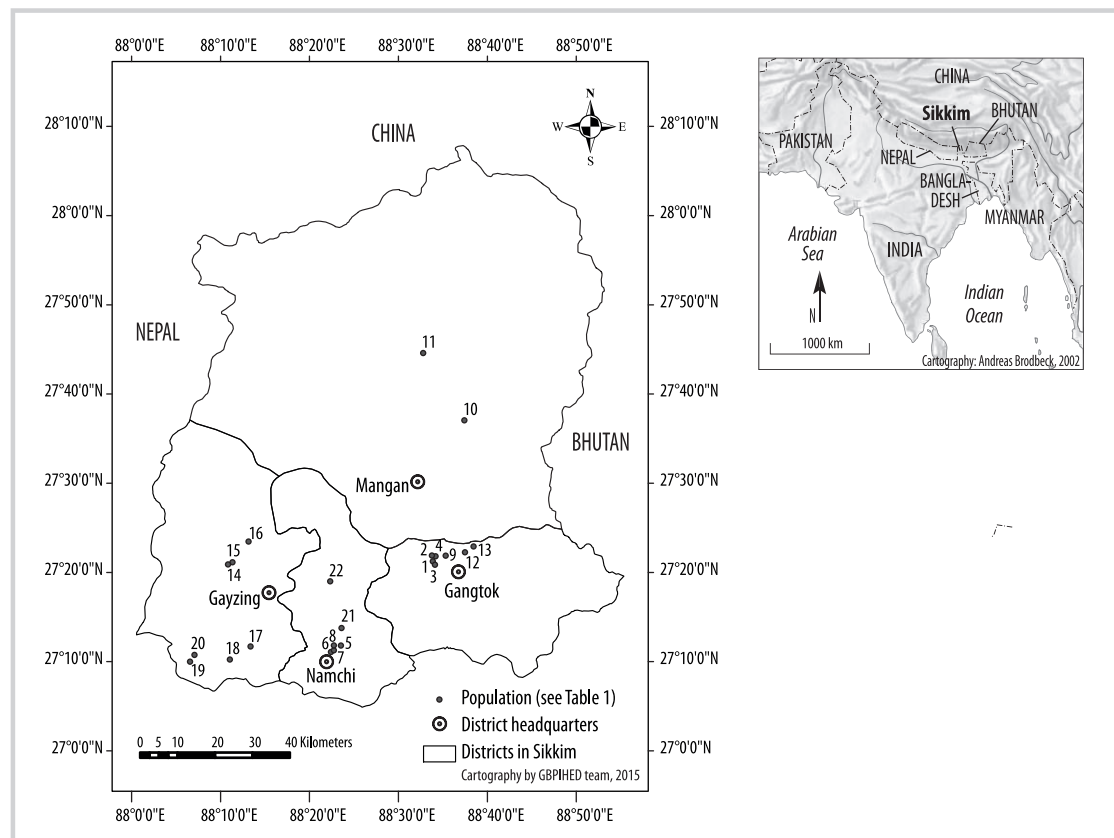 88°0'0"E 88°10'0"E 88°20'0"E 88°30'0"E 88°40'0"E 88°50'0"E
28°10'0"N
28°0'0"N
27°50'0"N
27°40'0"N
27°30'0"N
27°20'0"N
27°10'0"N
27°0'0"N
CHINA
N
W E
S
NEPAL
11
10
BHUTAN
Mangan
16
15
14
Gayzing
2 4 9 13
1 3 12
Gangtok
22
21
20
19
18
17
8
6 5
7
Namchi
Population (see Table 1)
District headquarters
Districts in Sikkim
Cartography by GBPIHED team, 2015
0 5 10 20 30 40 Kilometers
28°10'0"N
28°0'0"N
27°50'0"N
27°40'0"N
27°30'0"N
27°20'0"N
27°10'0"N
27°0'0"N
88°0'0"E 88°10'0"E 88°20'0"E 88°30'0"E 88°40'0"E 88°50'0"E
CHINA
Sikkim
BHUTAN
PAKISTAN
NEPAL
BANGLA-
DESH
MYANMAR
Arabian
Sea
INDIA
Indian
Ocean
N
1000 km
Cartography: Andreas Brodbeck, 2002